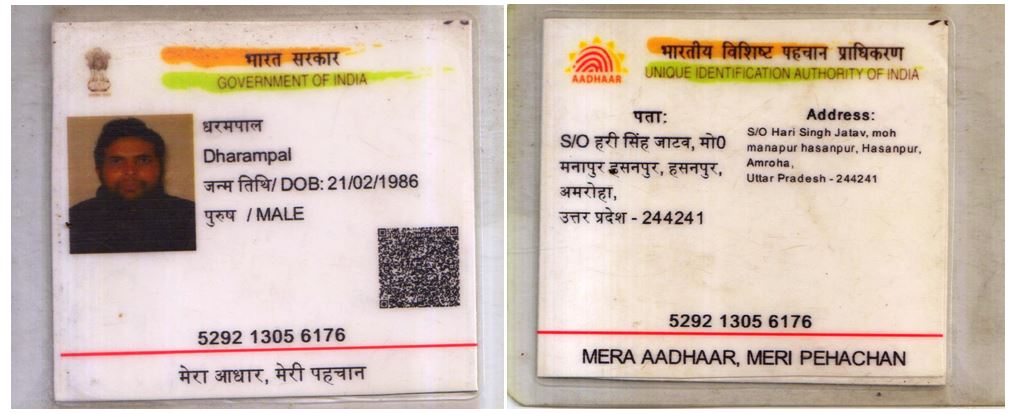 भारत सरकार
GOVERNMENT OF INDIA
धरमपाल
Dharampal
जन्म तिथि/ DOB: 21/02/1986
पुरुष / MALE
5292 1305 6176
मेरा आधार, मेरी पहचान
AADHAAR
भारतीय विशिष्ट पहचान प्राधिकरण
UNIQUE IDENTIFICATION AUTHORITY OF INDIA
पता:
S/O हरी सिंह जाटव, मो0
मनापुर हसनपुर, हसनपुर,
अमरोहा,
उत्तर प्रदेश - 244241
Address:
S/O Hari Singh Jatav, moh
manapur hasanpur, Hasanpur,
Amroha,
Uttar Pradesh - 244241
5292 1305 6176
MERA AADHAAR, MERI PEHACHAN